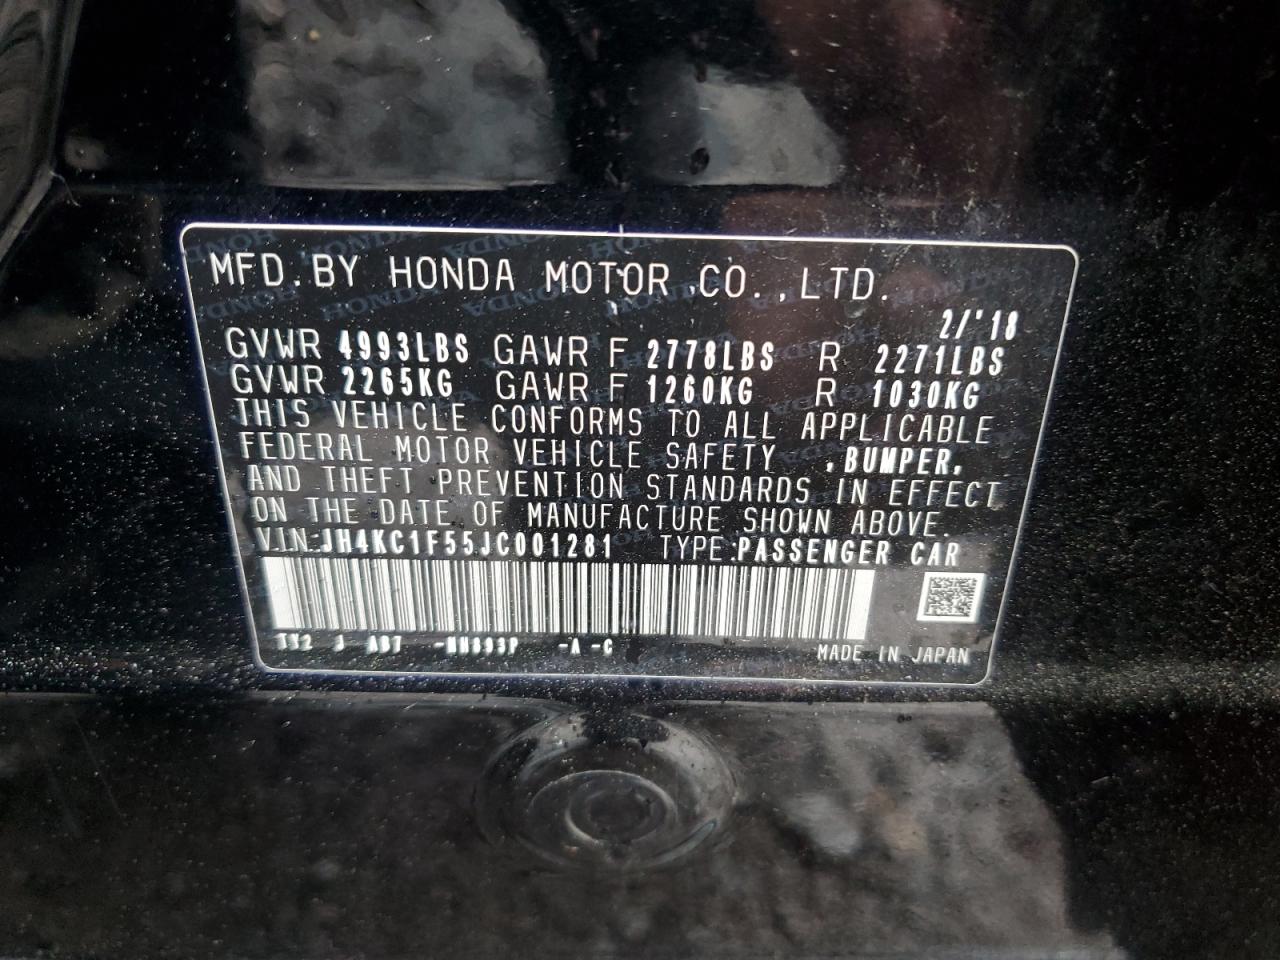 MFD.BY HONDA MOTOR CO.,LTD.
2/'18
GVWR 4993LBS GAWR F 2778LBS R 2271LBS
GVWR 2265KG GAWR F 1260KG R 1030KG
THIS VEHICLE CONFORMS TO ALL APPLICABLE
FEDERAL MOTOR VEHICLE SAFETY ,BUMPER,
AND THEFT PREVENTION STANDARDS IN EFFECT
ON THE DATE OF MANUFACTURE SHOWN ABOVE.
V.I.N:JH4KC1F55JC001281 TYPE:PASSENGER CAR
TY2 J AB7 -A -C
MADE IN JAPAN